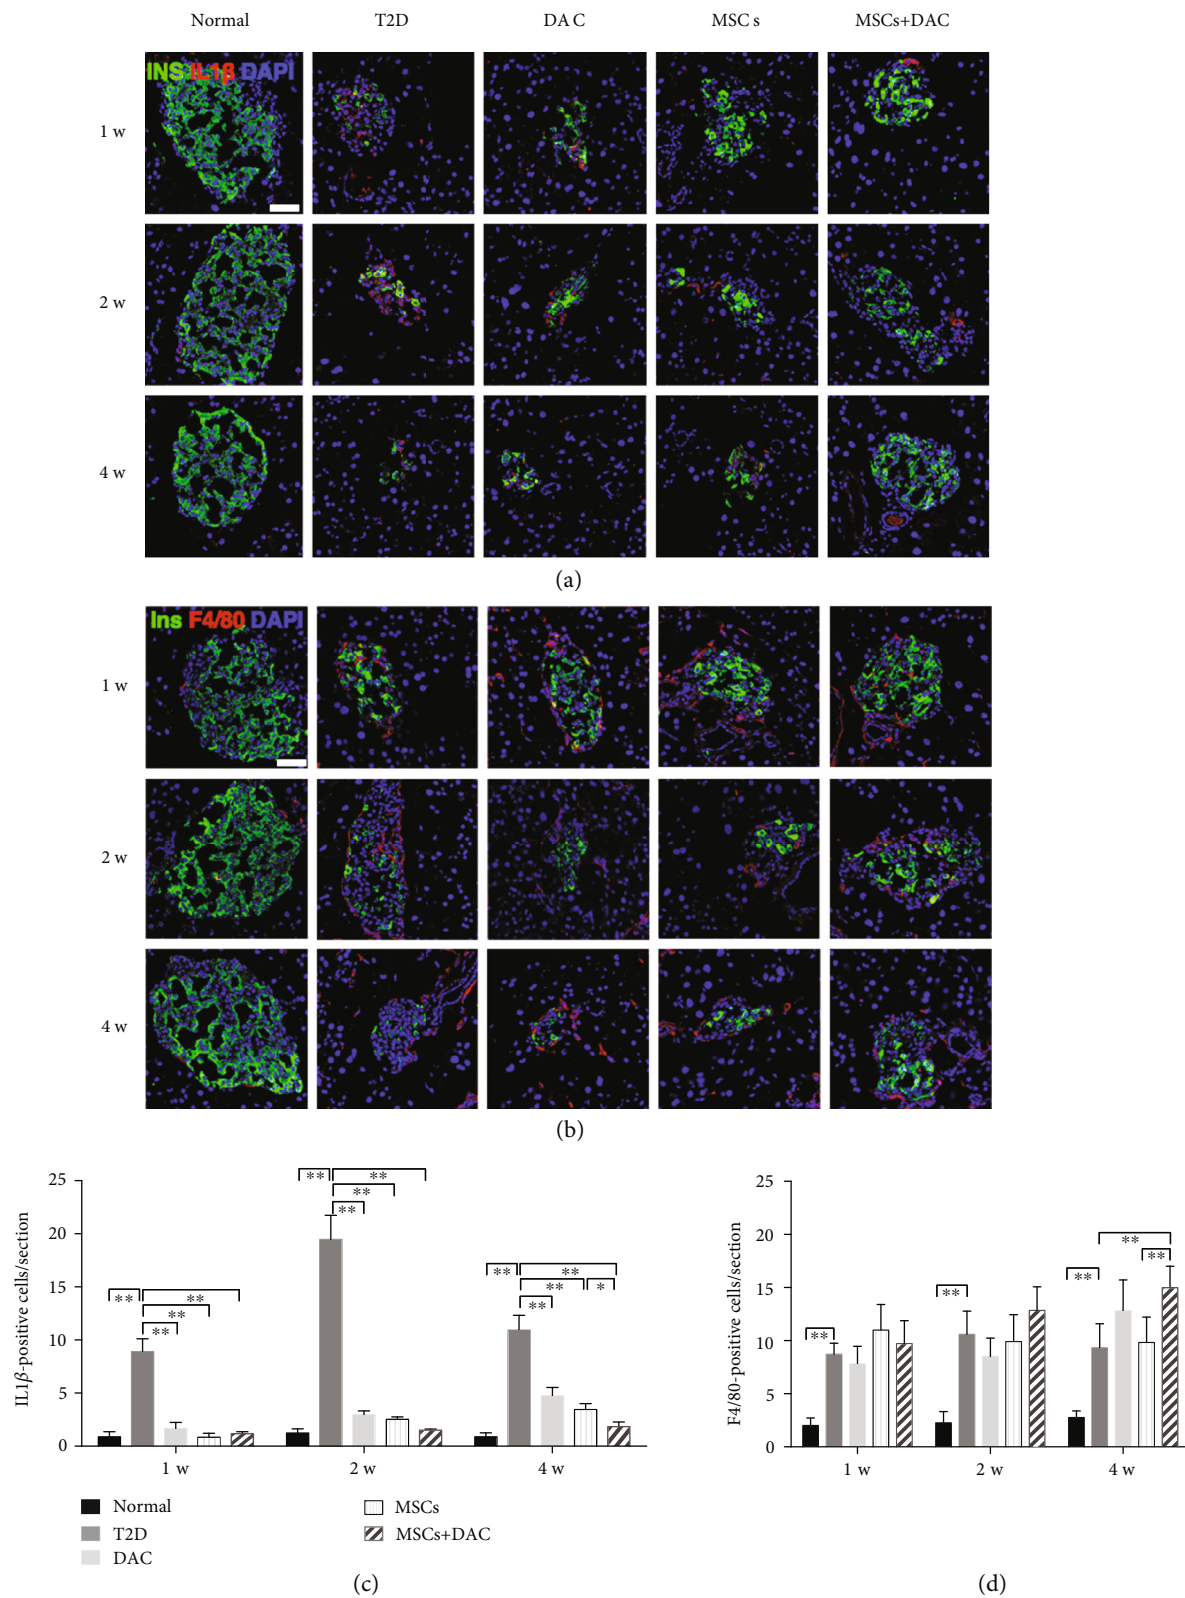 Normal T2D DA C MSC s MSCs+DAC
INS IL1β DAPI
1 w
2 w
4 w
(a)
Ins F4/80 DAPI
1 w
2 w
4 w
(b)
IL1β-positive cells/section
25
20
15
10
5
0
** ** ** **
** ** ** **
** ** ** ** *
1 w 2 w 4 w
Normal
T2D
DAC
MSCs
MSCs+DAC
(c)
F4/80-positive cells/section
25
20
15
10
5
0
**
**
** ** **
1 w 2 w 4 w
(d)